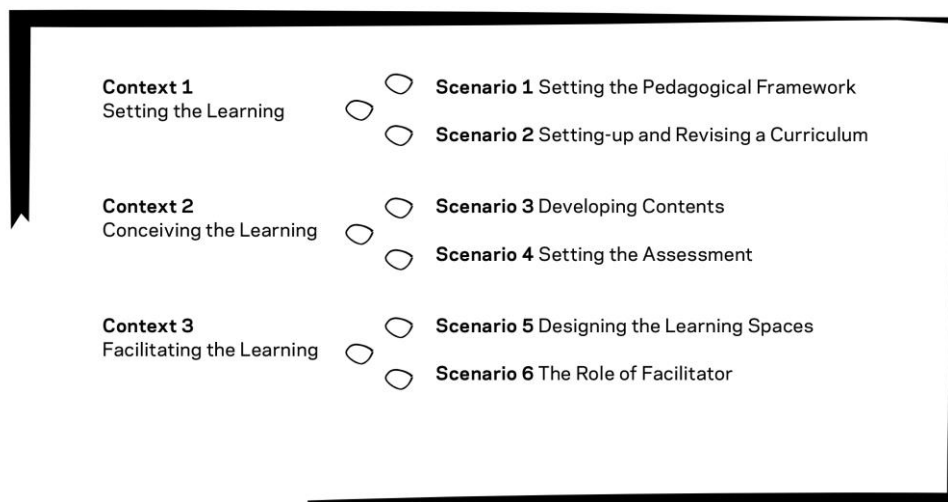 Context 1
Setting the Learning
Scenario 1 Setting the Pedagogical Framework
Scenario 2 Setting-up and Revising a Curriculum
Context 2
Conceiving the Learning
Scenario 3 Developing Contents
Scenario 4 Setting the Assessment
Context 3
Facilitating the Learning
Scenario 5 Designing the Learning Spaces
Scenario 6 The Role of Facilitator